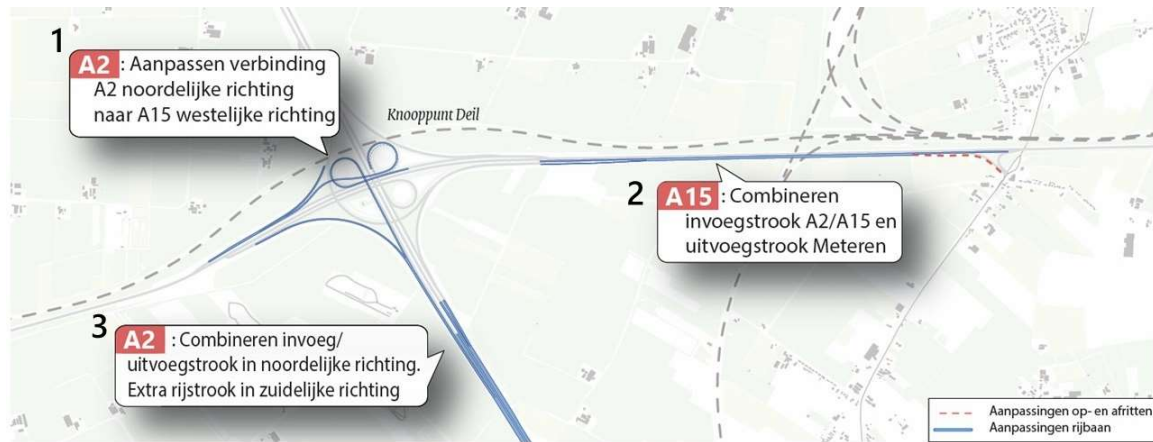 1
A2 : Aanpassen verbinding
A2 noordelijke richting
naar A15 westelijke richting
Knooppunt Deil
2
A15 : Combineren
invoegstrook A2/A15 en
uitvoegstrook Meteren
3
A2 : Combineren invoeg/
uitvoegstrook in noordelijke richting.
Extra rijstrook in zuidelijke richting
Aanpassingen op- en afritten
Aanpassingen rijbaan